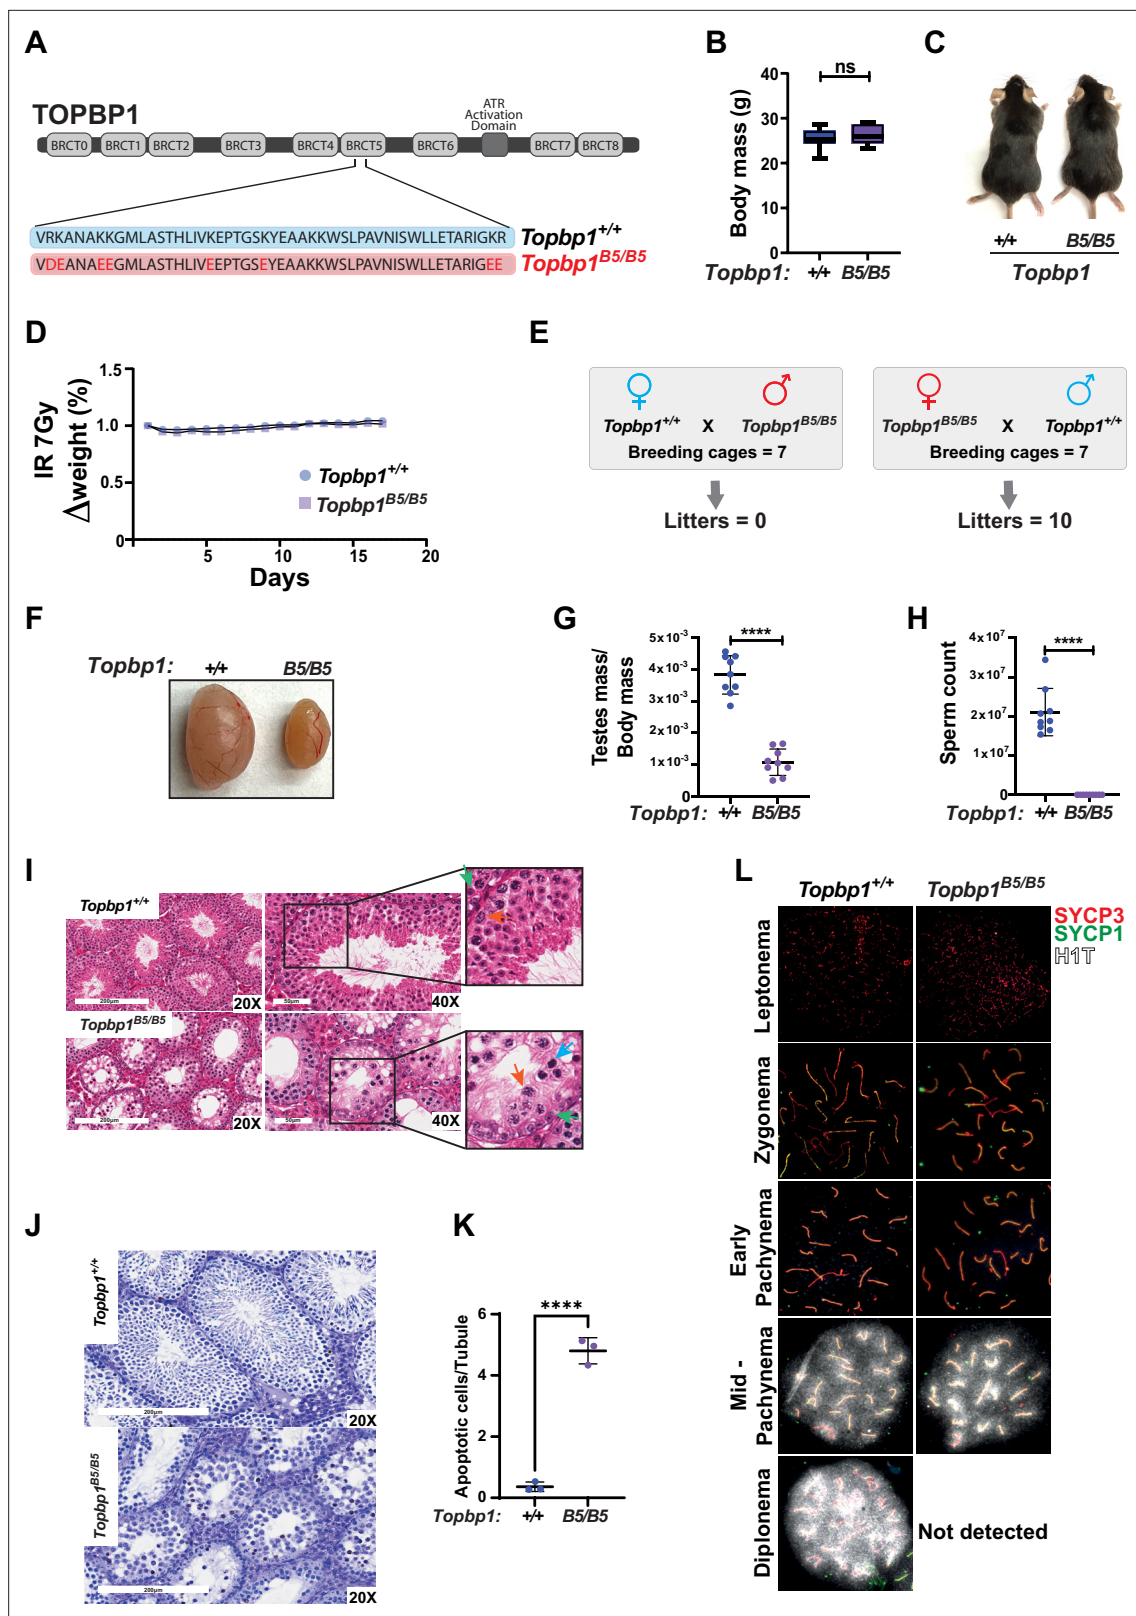 A
TOPBP1
ATR
Activation
Domain
BRCT0
BRCT1
BRCT2
BRCT3
BRCT4
BRCT5
BRCT6
BRCT7
BRCT8
VRKANAKKGMLASTHLIVKEPTGSKYEAAKKWSLPAVNISWLLETARIGKR
Topbp1+/+
VDEANAEEGMLASTHLIVEEPTGSEYEAAKKWSLPAVNISWLLETARIGEE
Topbp1B5/B5
B
Body mass (g)
40
30
20
10
0
ns
Topbp1: +/+ B5/B5
C
+/+ B5/B5
Topbp1
D
IR 7Gy
Δweight (%)
1.5
1.0
0.5
0
5 10 15 20
Days
Topbp1+/+
Topbp1B5/B5
E
Topbp1+/+ X Topbp1B5/B5
Breeding cages = 7
Litters = 0
Topbp1B5/B5 X Topbp1+/+
Breeding cages = 7
Litters = 10
F
Topbp1: +/+ B5/B5
G
Testes mass/
Body mass
5x10-3
4x10-3
3x10-3
2x10-3
1x10-3
0
****
Topbp1: +/+ B5/B5
H
Sperm count
4x107
3x107
2x107
1x107
0
****
Topbp1: +/+ B5/B5
I
Topbp1+/+
200µm
20X
50µm
40X
Topbp1B5/B5
200µm
20X
50µm
40X
J
Topbp1+/+
200µm
20X
Topbp1B5/B5
200µm
20X
K
Apoptotic cells/Tubule
6
4
2
0
****
Topbp1: +/+ B5/B5
L
Topbp1+/+
Topbp1B5/B5
SYCP3
SYCP1
H1T
Leptonema
Zygonema
Early
Pachynema
Mid -
Pachynema
Diplonema
Not detected